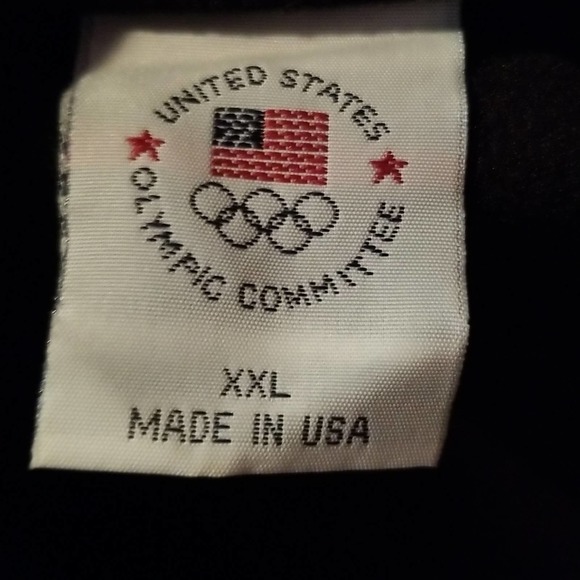 UNITED STATES
OLYMPIC COMMITTEE
XXL
MADE IN USA